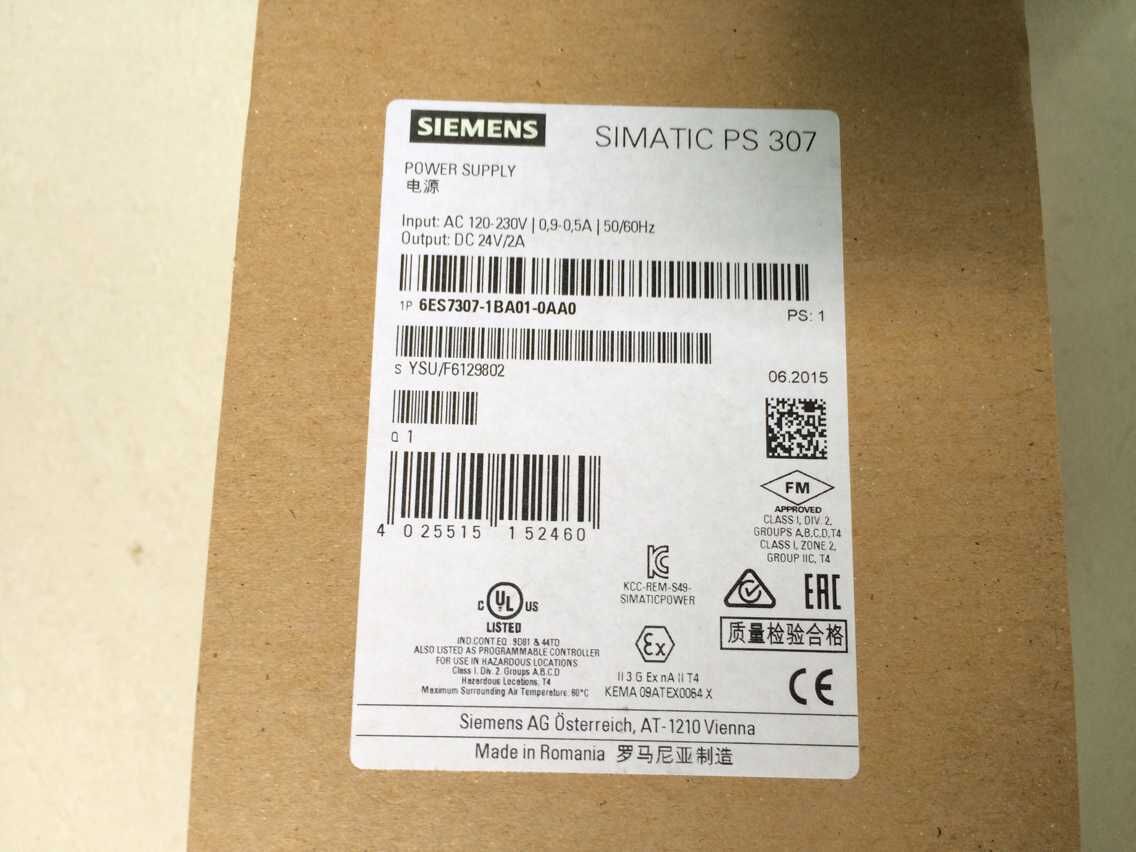 SIEMENS
SIMATIC PS 307
POWER SUPPLY
电源
Input: AC 120-230V | 0,9-0,5A | 50/60Hz
Output: DC 24V/2A
1P 6ES7307-1BA01-0AA0
PS: 1
S YSU/F6129802
06.2015
Q 1
4 025515 152460
FM
APPROVED
CLASS I, DIV. 2,
GROUPS A,B,C,D,T4
CLASS I, ZONE 2,
GROUP IIC, T4
KCC-REM-S49-
SIMATICPOWER
EAC
C UL US
LISTED
IND.CONT.EQ. 9D81 & 44TD
ALSO LISTED AS PROGRAMMABLE CONTROLLER
FOR USE IN HAZARDOUS LOCATIONS
Class I, Div. 2, Groups A,B,C,D
Hazardous Locations, T4
Maximum Surrounding Air Temperature: 60°C
Ex
II 3 G Ex nA II T4
KEMA 09ATEX0064 X
质量检验合格
CE
Siemens AG Österreich, AT-1210 Vienna
Made in Romania 罗马尼亚制造